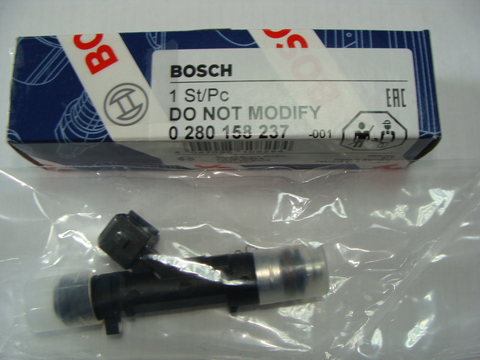 BOSCH
BOSCH
1 St/Pc
DO NOT MODIFY
0 280 158 237 -001
EAC